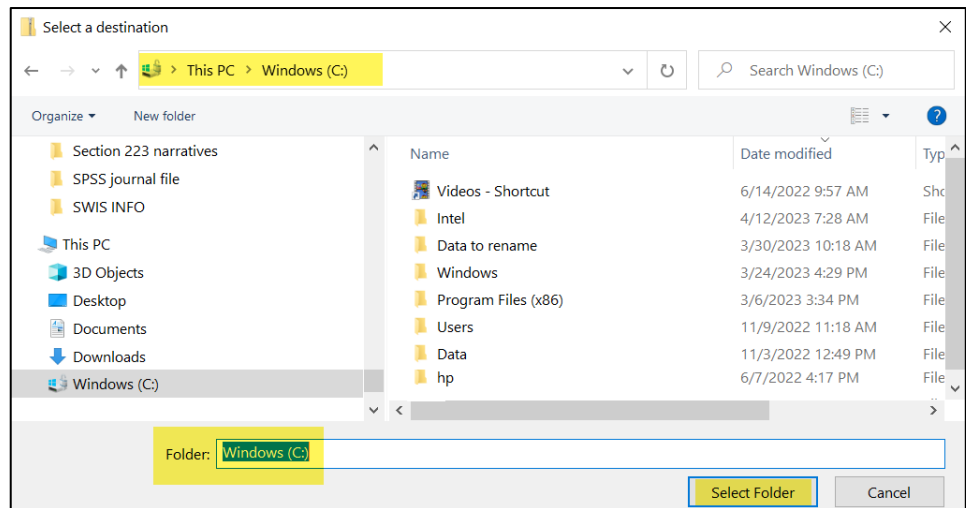 Select a destination
This PC > Windows (C:)
Search Windows (C:)
Organize
New folder
Section 223 narratives
SPSS journal file
SWIS INFO
This PC
3D Objects
Desktop
Documents
Downloads
Windows (C:)
Name Date modified Typ
Videos - Shortcut 6/14/2022 9:57 AM Shc
Intel 4/12/2023 7:28 AM File
Data to rename 3/30/2023 10:18 AM File
Windows 3/24/2023 4:29 PM File
Program Files (x86) 3/6/2023 3:34 PM File
Users 11/9/2022 11:18 AM File
Data 11/3/2022 12:49 PM File
hp 6/7/2022 4:17 PM File
Folder: Windows (C:)
Select Folder Cancel